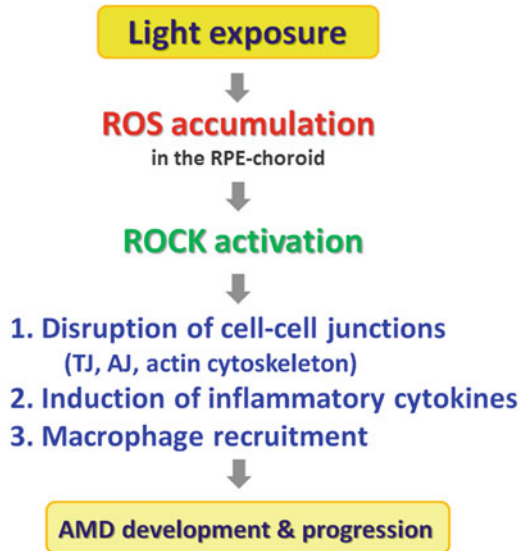 Light exposure
ROS accumulation
in the RPE-choroid
ROCK activation
1. Disruption of cell-cell junctions
(TJ, AJ, actin cytoskeleton)
2. Induction of inflammatory cytokines
3. Macrophage recruitment
AMD development & progression